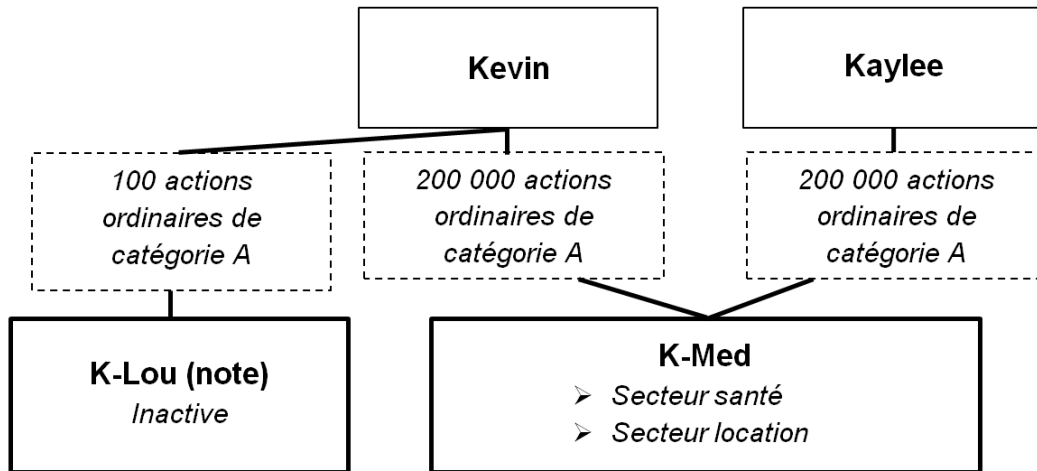 Kevin
Kaylee
100 actions
ordinaires de
catégorie A
200 000 actions
ordinaires de
catégorie A
200 000 actions
ordinaires de
catégorie A
K-Lou (note)
Inactive
K-Med
➢ Secteur santé
➢ Secteur location